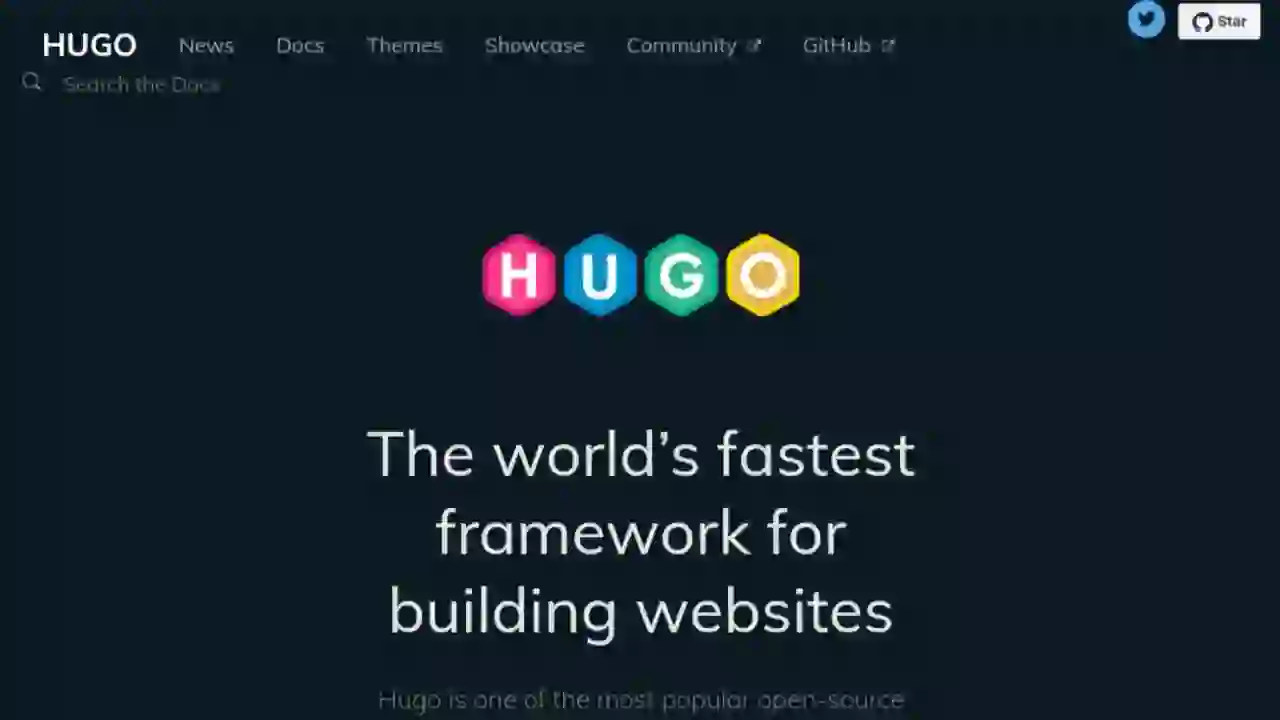 HUGO News Docs Themes Showcase Community GitHub Star
Search the Docs
HUGO
The world's fastest
framework for
building websites
Hugo is one of the most popular open-source